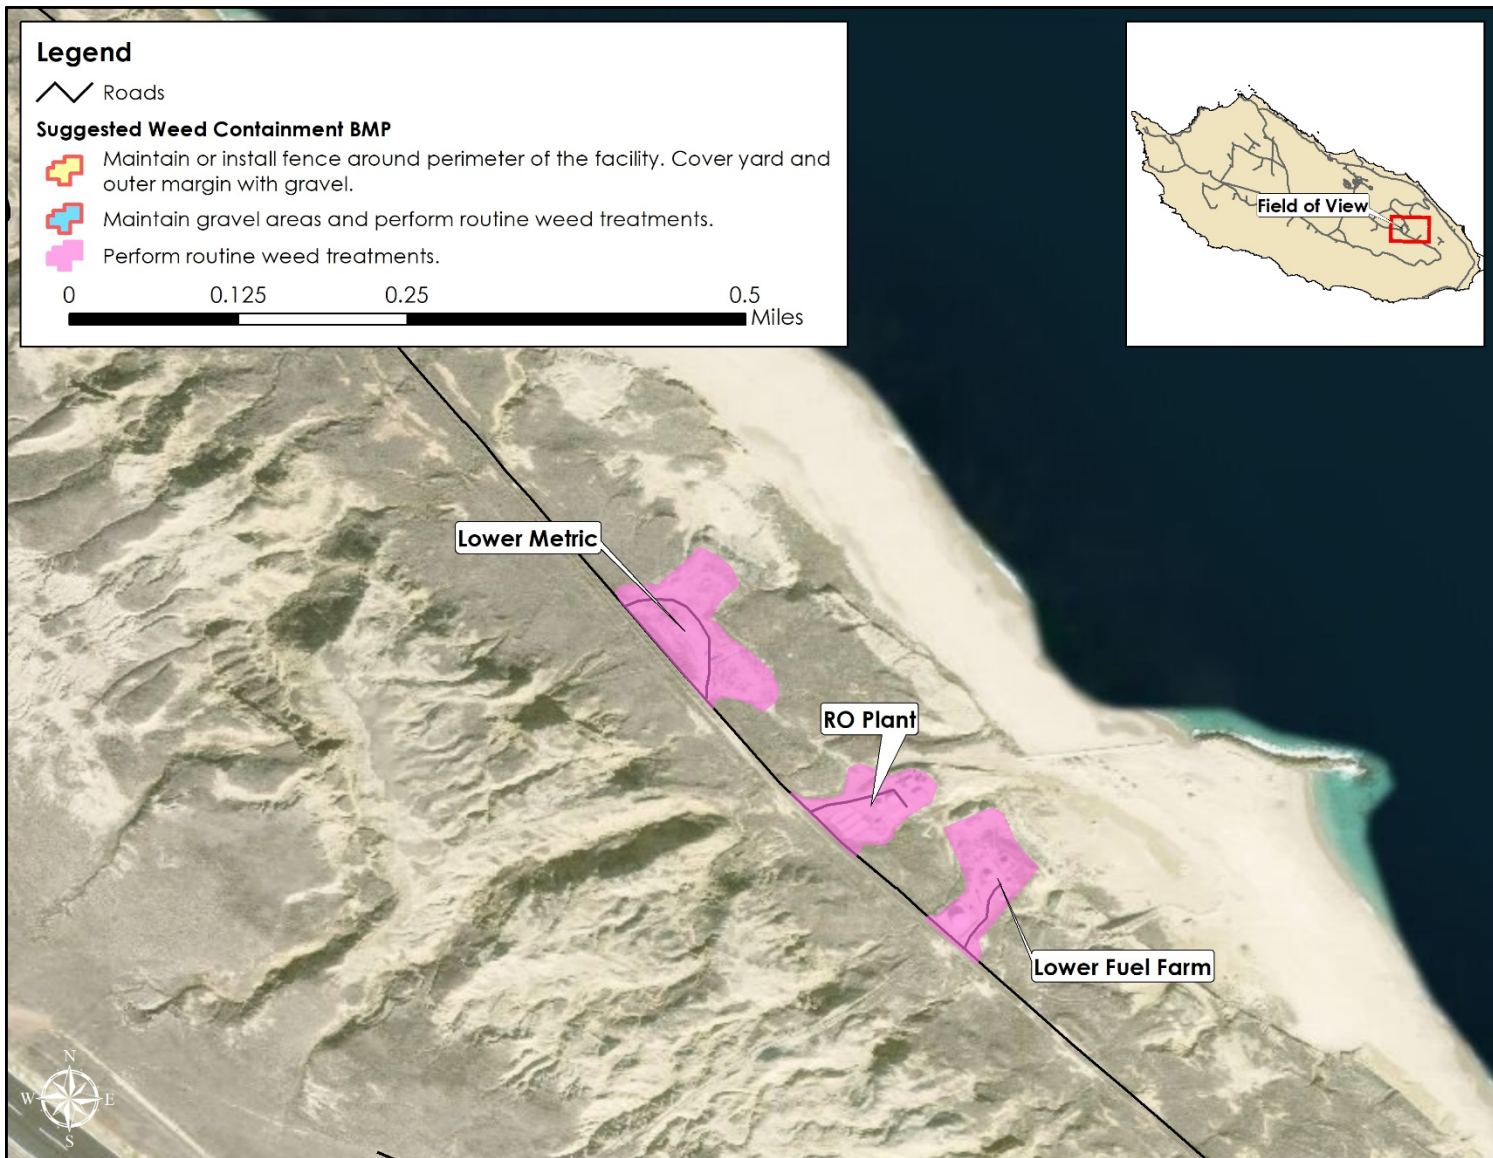 Legend
Roads
Suggested Weed Containment BMP
Maintain or install fence around perimeter of the facility. Cover yard and
outer margin with gravel.
Maintain gravel areas and perform routine weed treatments.
Perform routine weed treatments.
0 0.125 0.25 0.5
Miles
Field of View
Lower Metric
RO Plant
Lower Fuel Farm
N
W E
S